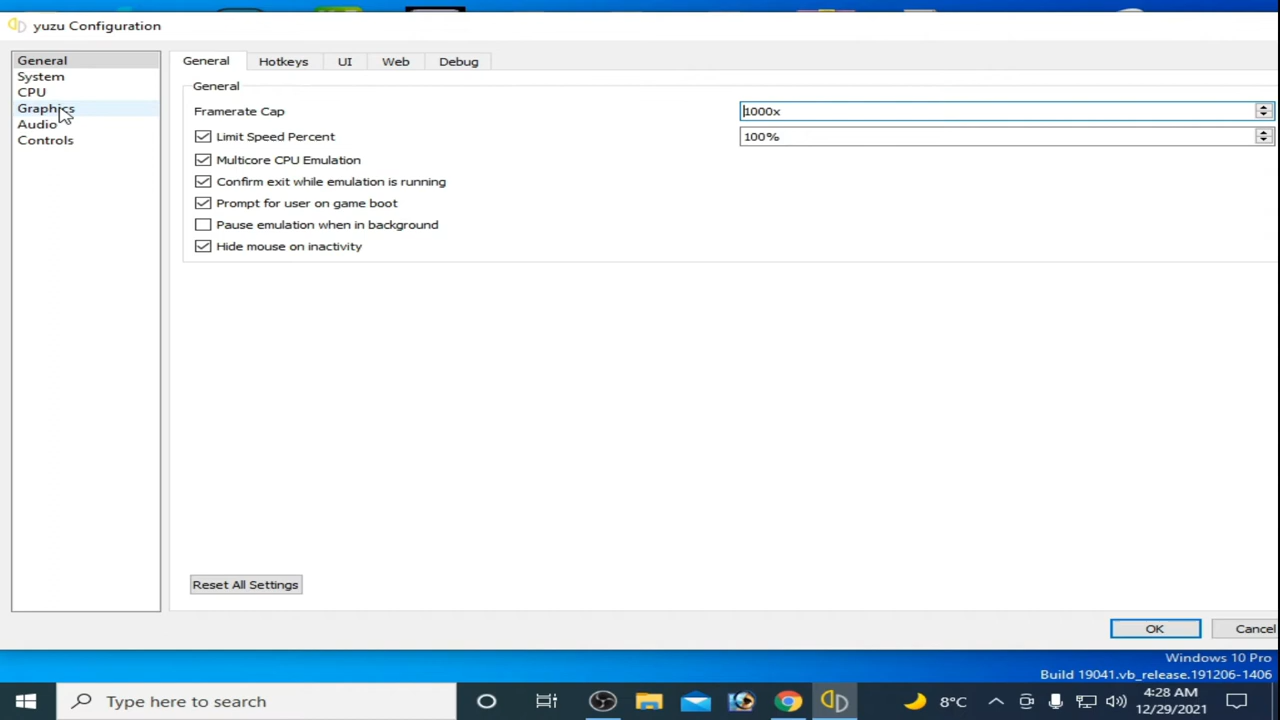 yuzu Configuration
General
System
CPU
Graphics
Audio
Controls
General Hotkeys UI Web Debug
General
Framerate Cap 1000x
Limit Speed Percent 100%
Multicore CPU Emulation
Confirm exit while emulation is running
Prompt for user on game boot
Pause emulation when in background
Hide mouse on inactivity
Reset All Settings
OK Cancel
Windows 10 Pro
Build 19041.vb_release.191206-1406
Type here to search 8°C 4:28 AM
12/29/2021